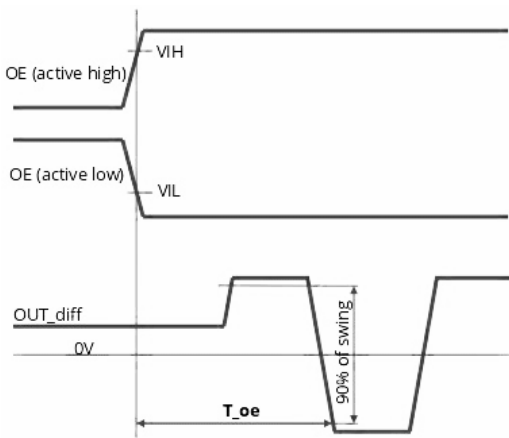 VIH
OE (active high)
OE (active low)
VIL
OUT_diff
0V
90% of swing
T_oe